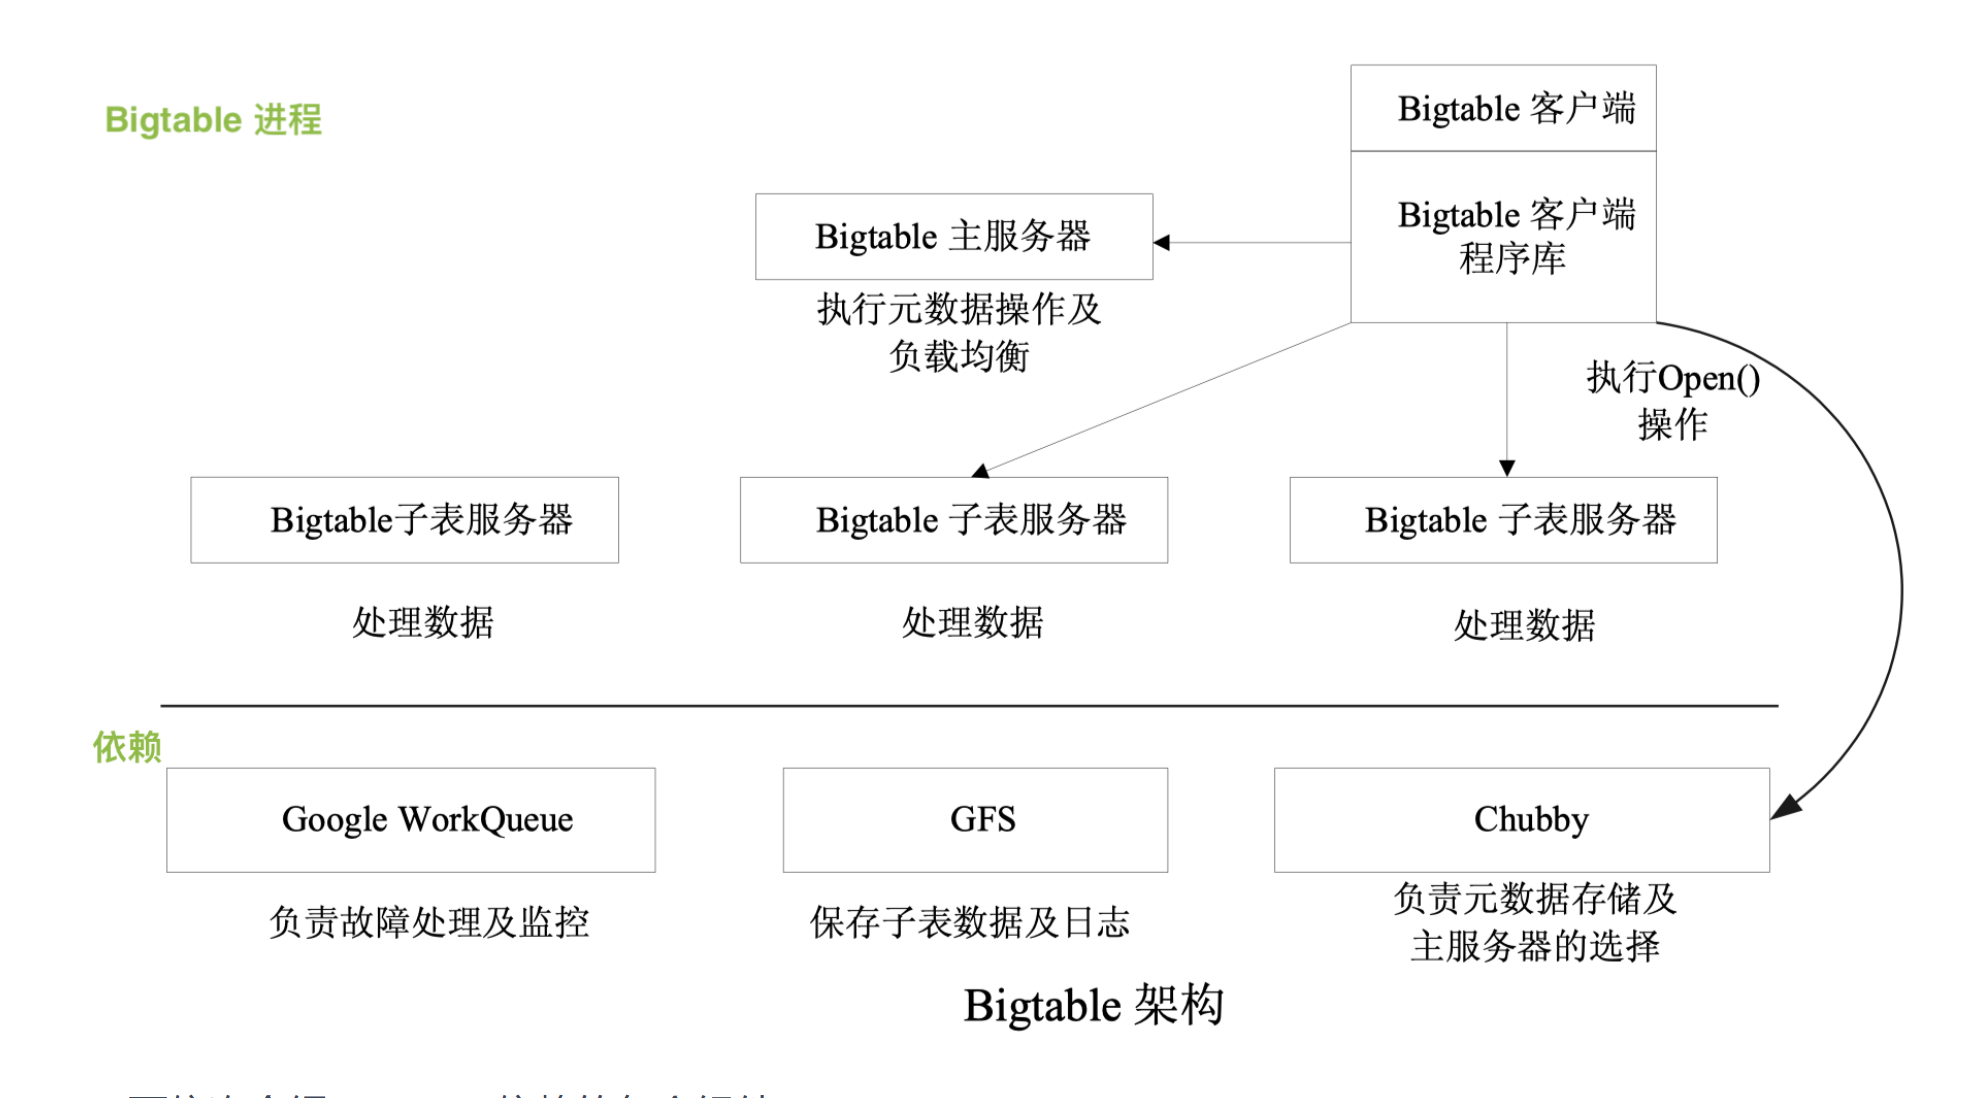 Bigtable 进程
Bigtable 客户端
Bigtable 客户端
程序库
Bigtable 主服务器
执行元数据操作及
负载均衡
执行Open()
操作
Bigtable子表服务器
Bigtable 子表服务器
Bigtable 子表服务器
处理数据
处理数据
处理数据
依赖
Google WorkQueue
GFS
Chubby
负责故障处理及监控
保存子表数据及日志
负责元数据存储及
主服务器的选择
Bigtable 架构